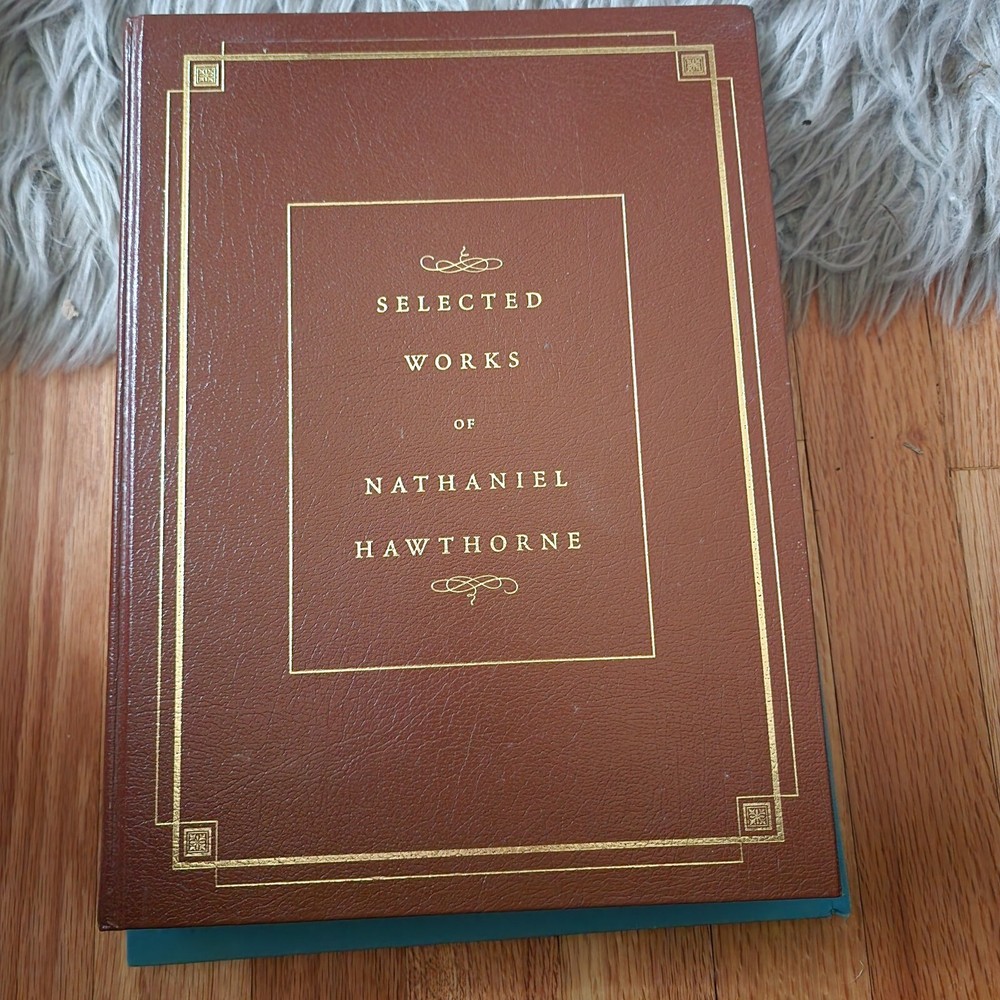 SELECTED
WORKS
OF
NATHANIEL
HAWTHORNE